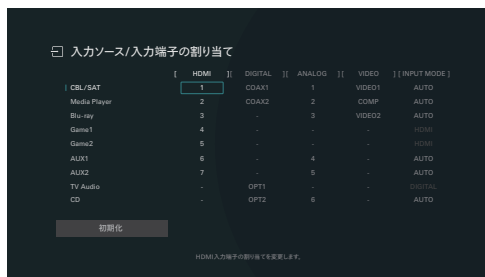 入力ソース/入力端子の割り当て
[ HDMI ][ DIGITAL ][ ANALOG ][ VIDEO ][ INPUT MODE ]
CBL/SAT 1 COAX1 1 VIDEO1 AUTO
Media Player 2 COAX2 2 COMP AUTO
Blu-ray 3 - 3 VIDEO2 AUTO
Game1 4 - - - HDMI
Game2 5 - - - HDMI
AUX1 6 - 4 - AUTO
AUX2 7 - 5 - AUTO
TV Audio - OPT1 - - DIGITAL
CD - OPT2 6 - AUTO
初期化
HDMI入力端子の割り当てを変更します。